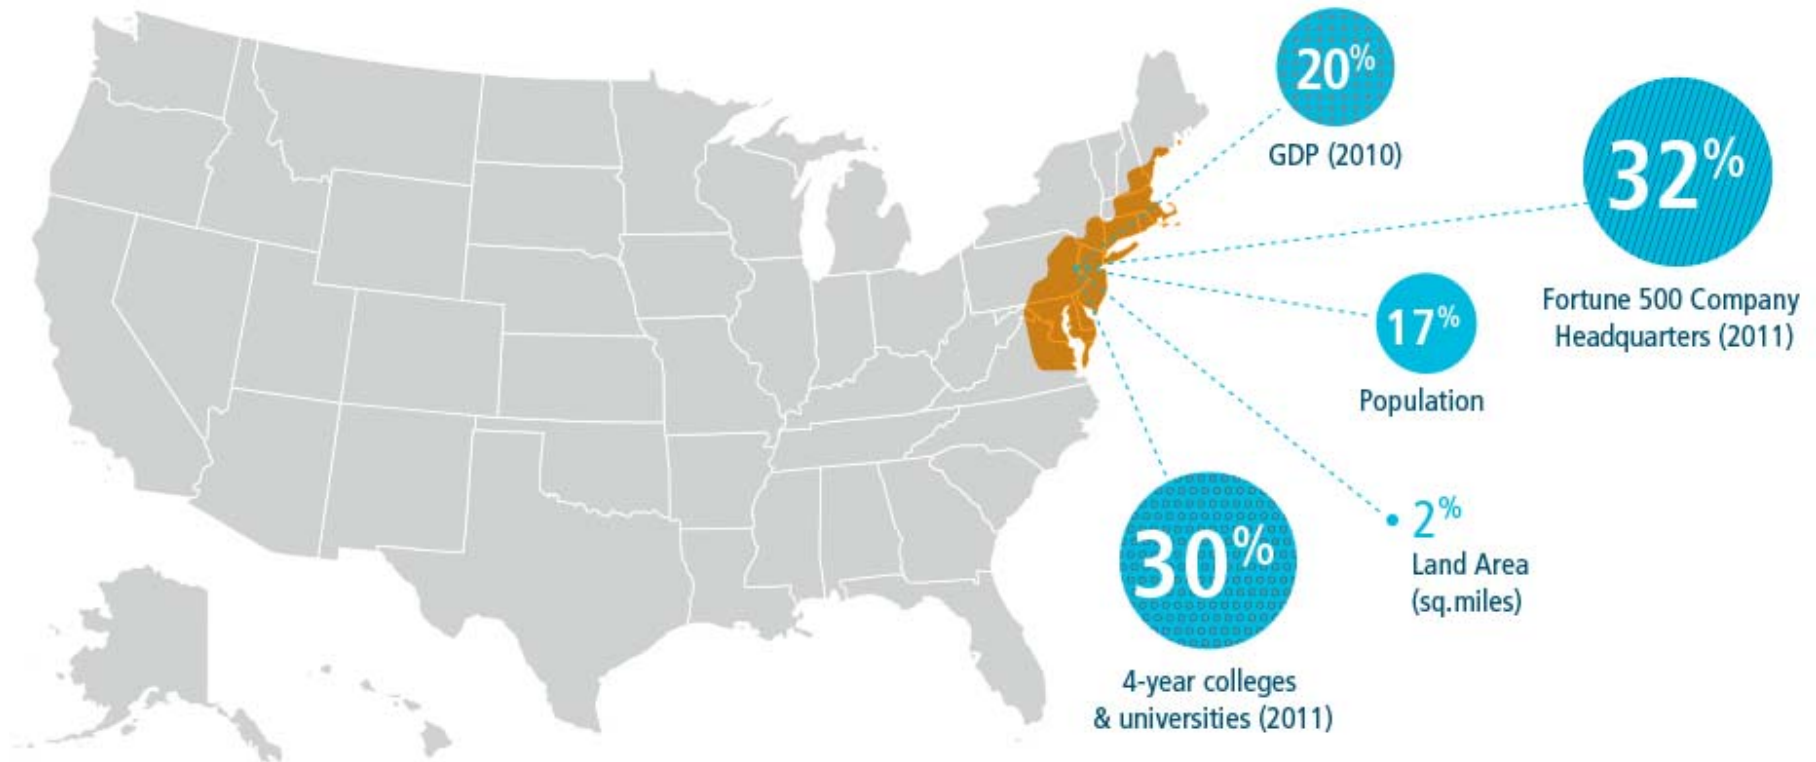 20%
GDP (2010)
32%
Fortune 500 Company
Headquarters (2011)
17%
Population
2%
Land Area
(sq.miles)
30%
4-year colleges
& universities (2011)